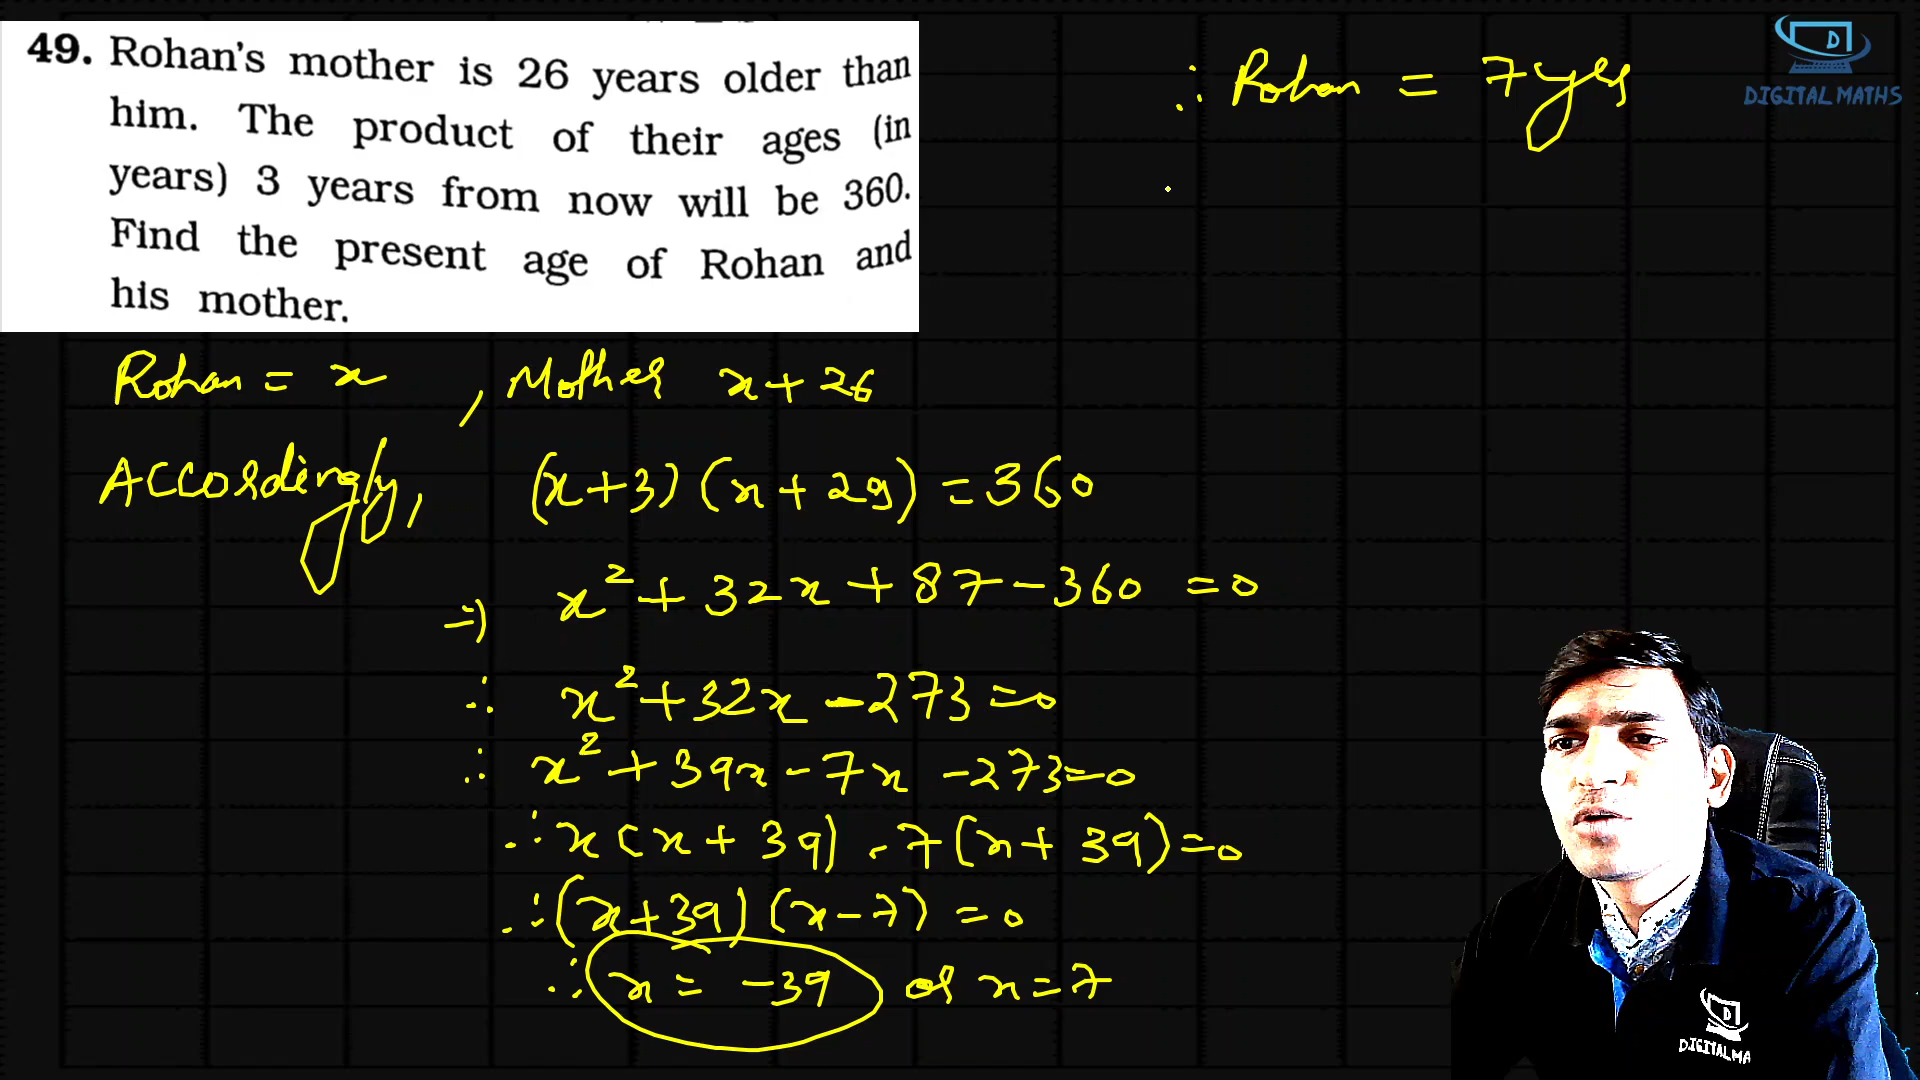 49. Rohan's mother is 26 years older than
him. The product of their ages (in
years) 3 years from now will be 360.
Find the present age of Rohan and
his mother.
Rohan = x , Mother x + 26
Accordingly, (x+3) (x+29) = 360
=) x² + 32x + 87 - 360 = 0
∴ x² + 32x - 273 = 0
∴ x² + 39x - 7x - 273 = 0
∴ x (x + 39) - 7 (x + 39) = 0
∴ (x+39) (x-7) = 0
∴ x = -39 or x = 7
∴ Rohan = 7 yrs
D
DIGITAL MATHS
D
DIGITAL MA